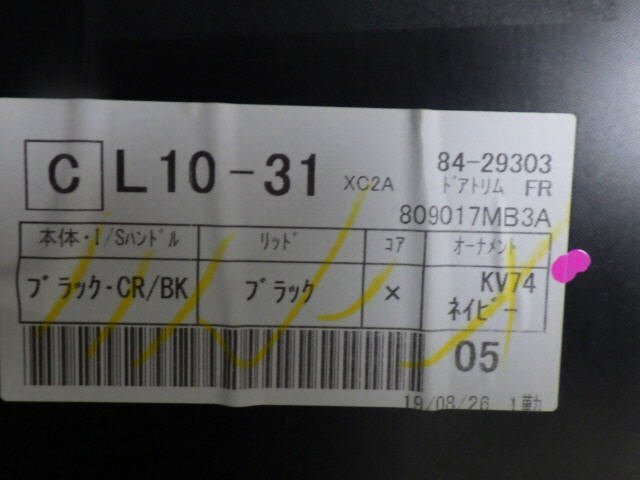 C L10-31 XC2A 84-29303
ドアトリム FR
809017MB3A
本体・I/Sハンドル リッド コア オーナメント
ブラック・CR/BK ブラック × KV74
ネイビー
05
19/08/26 1勤